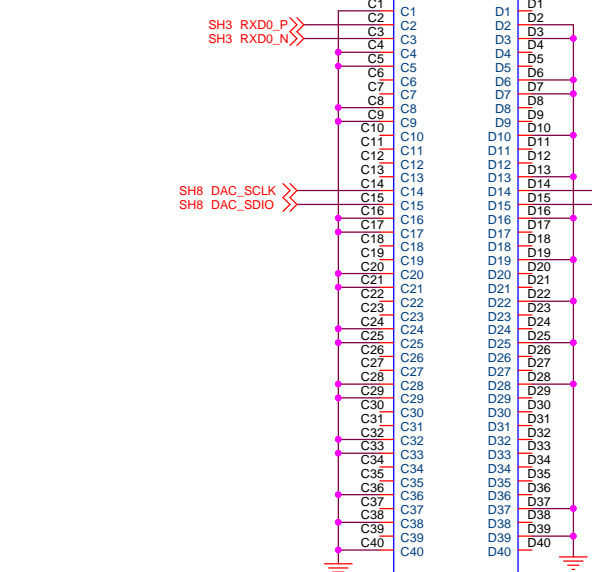 C1 C1 D1 D1
SH3 RXD0_P C2 C2 D2 D2
SH3 RXD0_N C3 C3 D3 D3
C4 C4 D4 D4
C5 C5 D5 D5
C6 C6 D6 D6
C7 C7 D7 D7
C8 C8 D8 D8
C9 C9 D9 D9
C10 C10 D10 D10
C11 C11 D11 D11
C12 C12 D12 D12
C13 C13 D13 D13
SH8 DAC_SCLK C14 C14 D14 D14
SH8 DAC_SDIO C15 C15 D15 D15
C16 C16 D16 D16
C17 C17 D17 D17
C18 C18 D18 D18
C19 C19 D19 D19
C20 C20 D20 D20
C21 C21 D21 D21
C22 C22 D22 D22
C23 C23 D23 D23
C24 C24 D24 D24
C25 C25 D25 D25
C26 C26 D26 D26
C27 C27 D27 D27
C28 C28 D28 D28
C29 C29 D29 D29
C30 C30 D30 D30
C31 C31 D31 D31
C32 C32 D32 D32
C33 C33 D33 D33
C34 C34 D34 D34
C35 C35 D35 D35
C36 C36 D36 D36
C37 C37 D37 D37
C38 C38 D38 D38
C39 C39 D39 D39
C40 C40 D40 D40